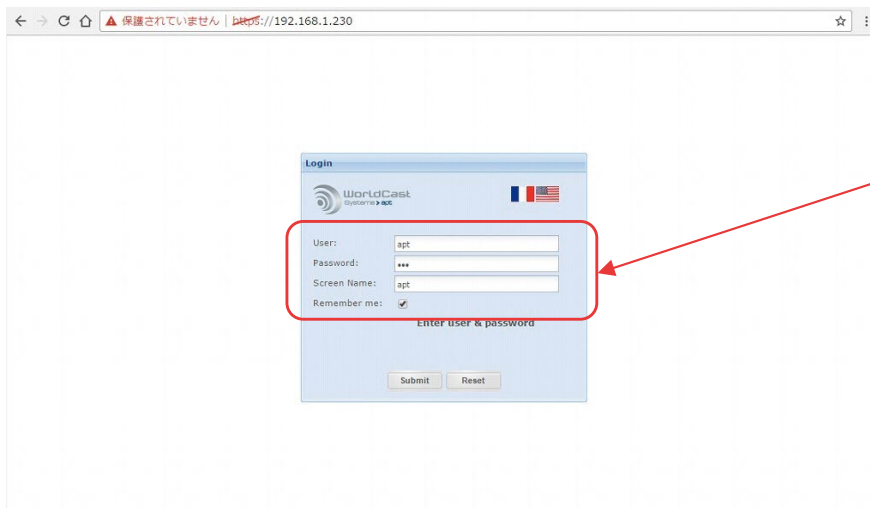 保護されていません | https://192.168.1.230
Login
WorldCast
Systems > apt
User: apt
Password: •••
Screen Name: apt
Remember me:
Enter user & password
Submit Reset